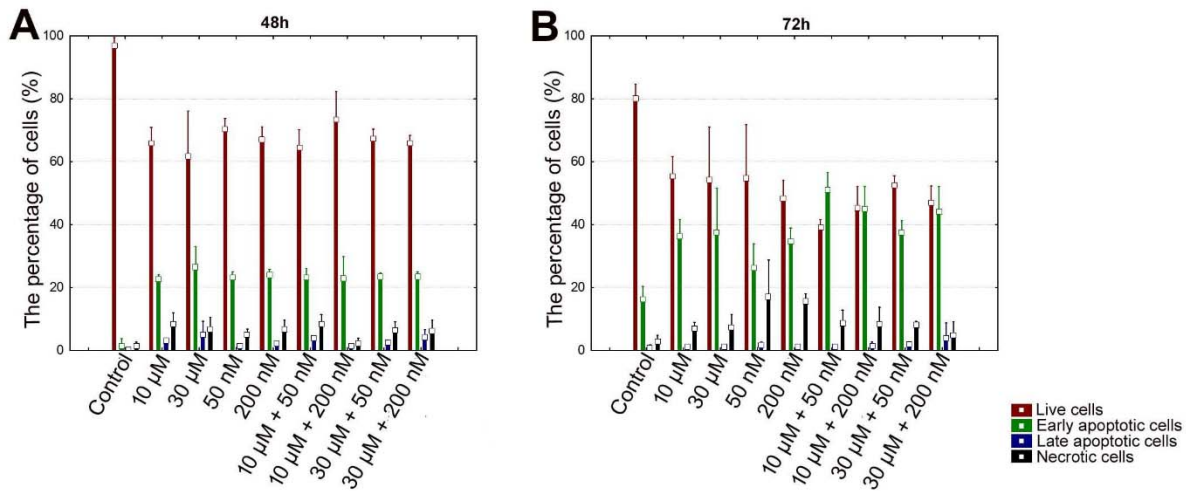 A
48h
The percentage of cells (%)
100
80
60
40
20
0
Control
10 µM
30 µM
50 nM
200 nM
10 µM + 50 nM
10 µM + 200 nM
30 µM + 50 nM
30 µM + 200 nM
B
72h
The percentage of cells (%)
100
80
60
40
20
0
Control
10 µM
30 µM
50 nM
200 nM
10 µM + 50 nM
10 µM + 200 nM
30 µM + 50 nM
30 µM + 200 nM
Live cells
Early apoptotic cells
Late apoptotic cells
Necrotic cells